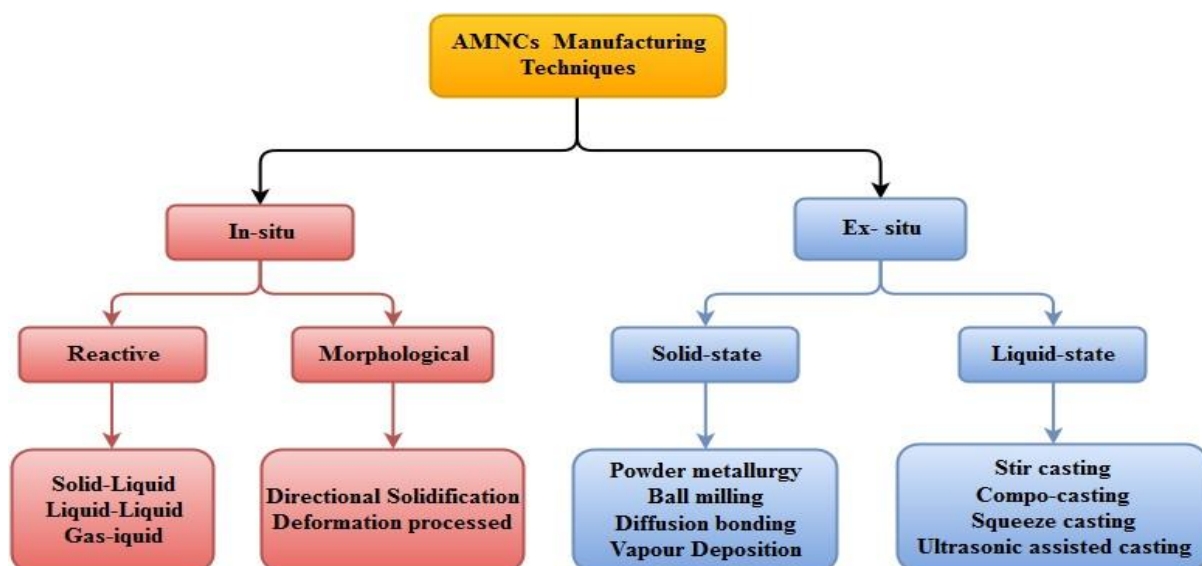 AMNCs Manufacturing
Techniques
In-situ
Ex- situ
Reactive
Morphological
Solid-state
Liquid-state
Solid-Liquid
Liquid-Liquid
Gas-iquid
Directional Solidification
Deformation processed
Powder metallurgy
Ball milling
Diffusion bonding
Vapour Deposition
Stir casting
Compo-casting
Squeeze casting
Ultrasonic assisted casting